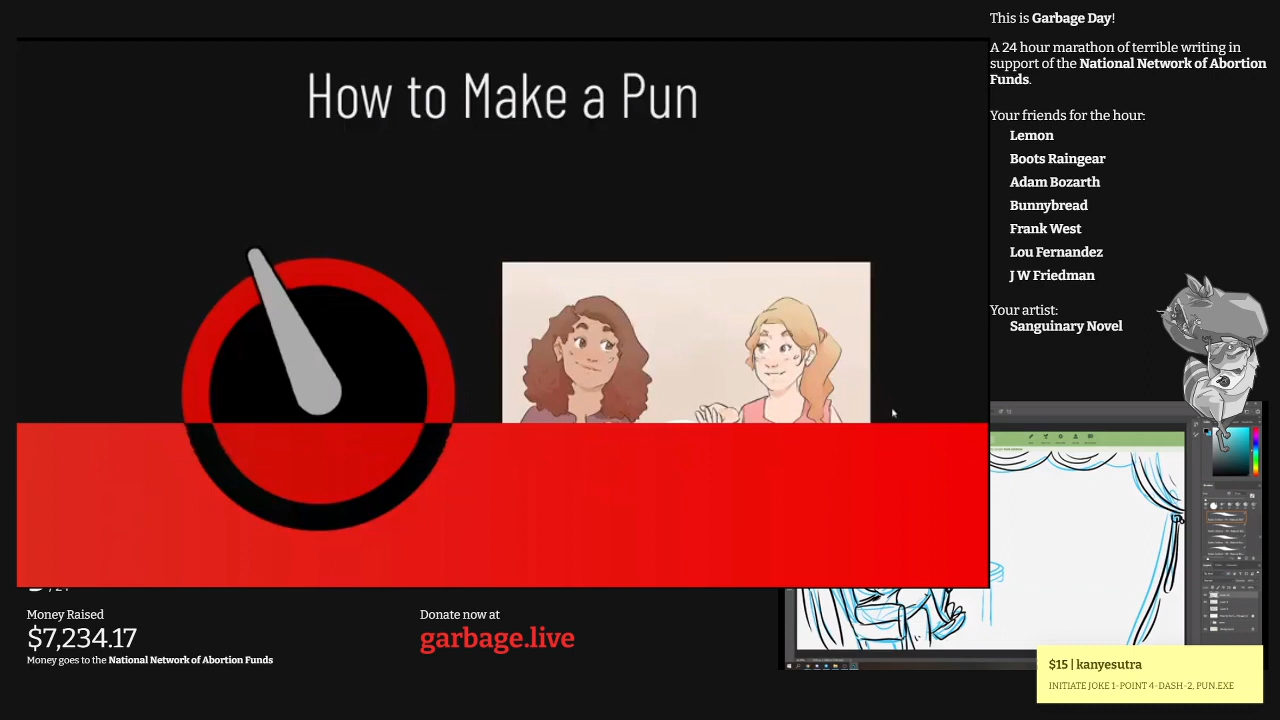 This is Garbage Day!
A 24 hour marathon of terrible writing in
support of the National Network of Abortion
Funds.
How to Make a Pun
Your friends for the hour:
Lemon
Boots Raingear
Adam Bozarth
Bunnybread
Frank West
Lou Fernandez
J W Friedman
Your artist:
Sanguinary Novel
Money Raised
$7,234.17
Money goes to the National Network of Abortion Funds
Donate now at
garbage.live
$15 | kanyesutra
INITIATE JOKE 1-POINT 4-DASH-2, PUN.EXE